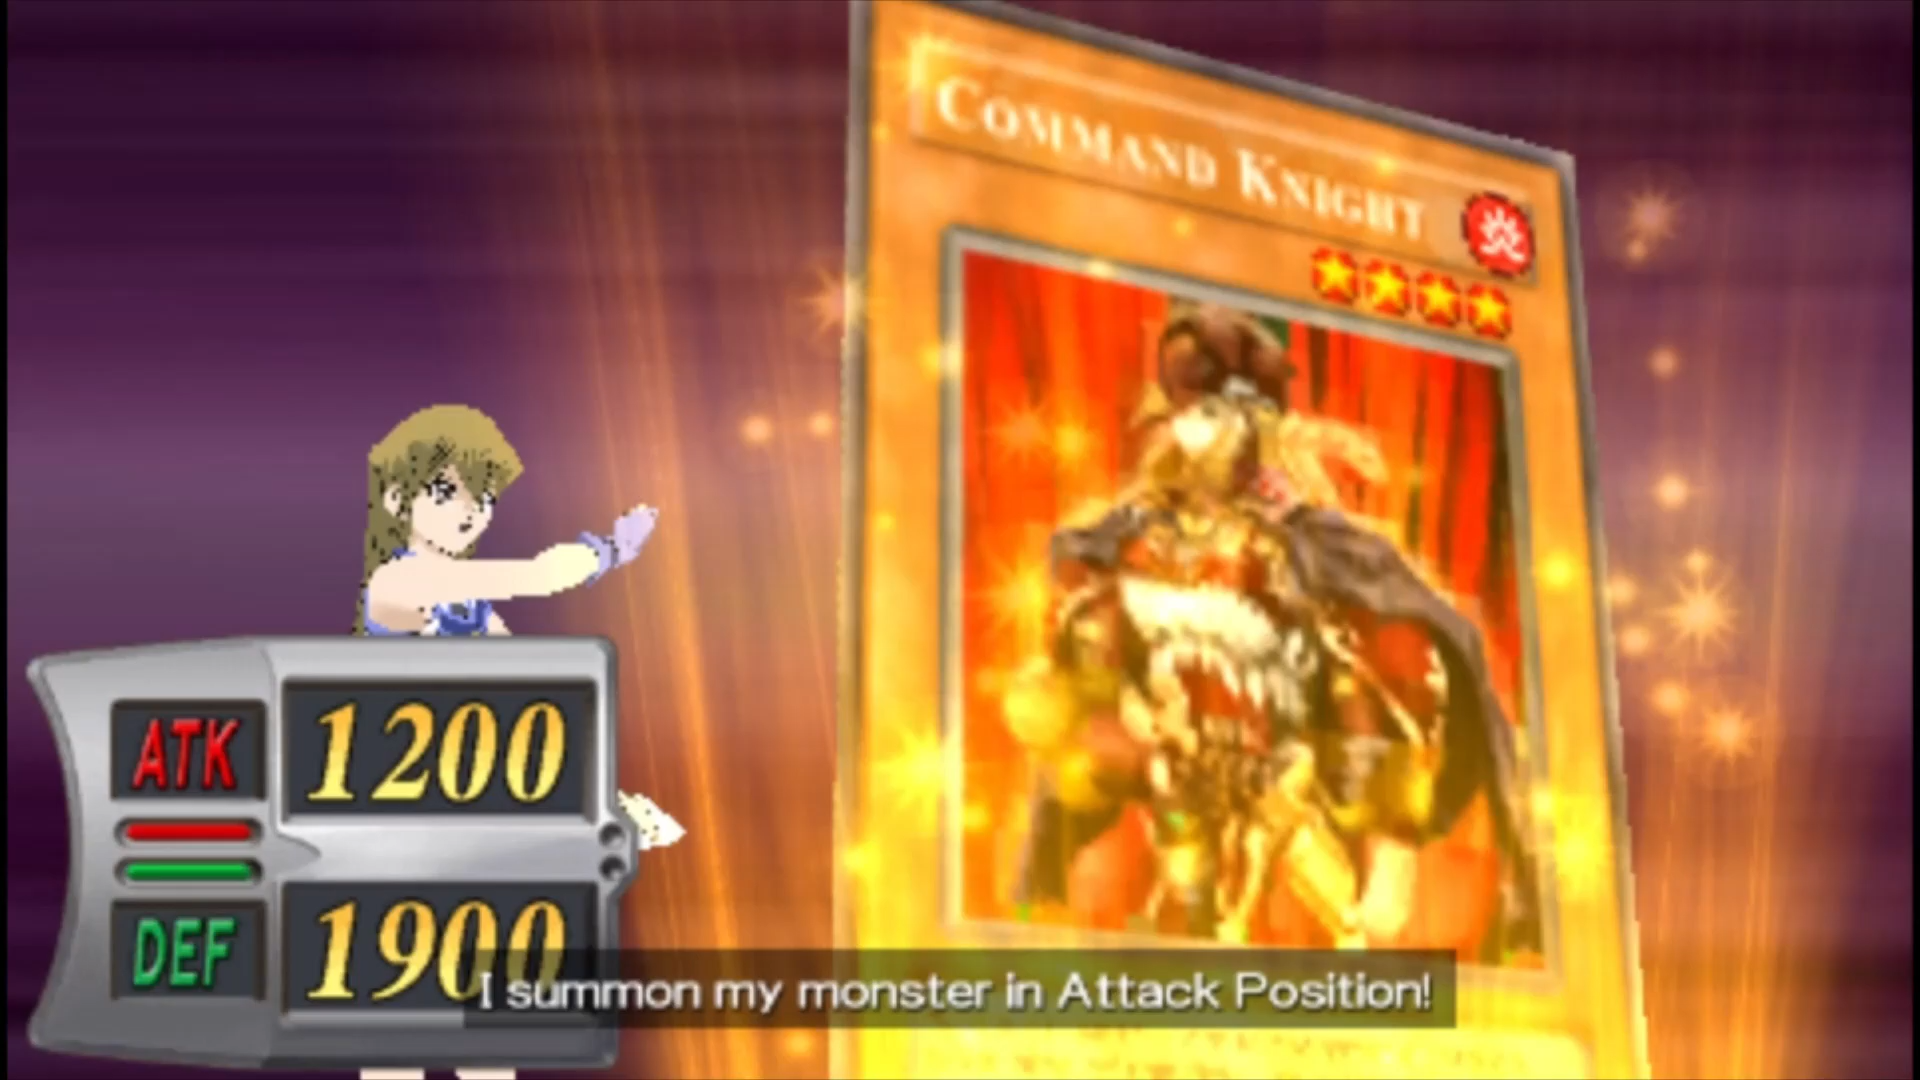 COMMAND KNIGHT
炎
ATK
1200
DEF
1900
I summon my monster in Attack Position!